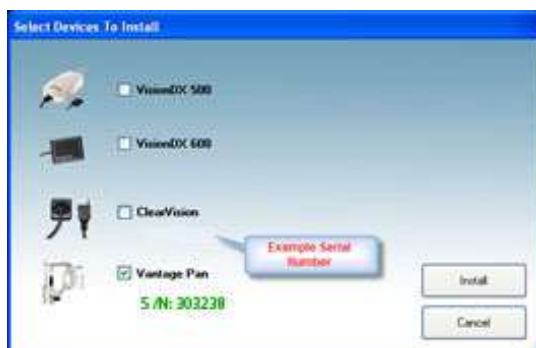 Select Devices To Install
VisionDX 500
VisionDX 600
ClearVision
Example Serial
Number
Vantage Pan
S /N: 303238
Install
Cancel